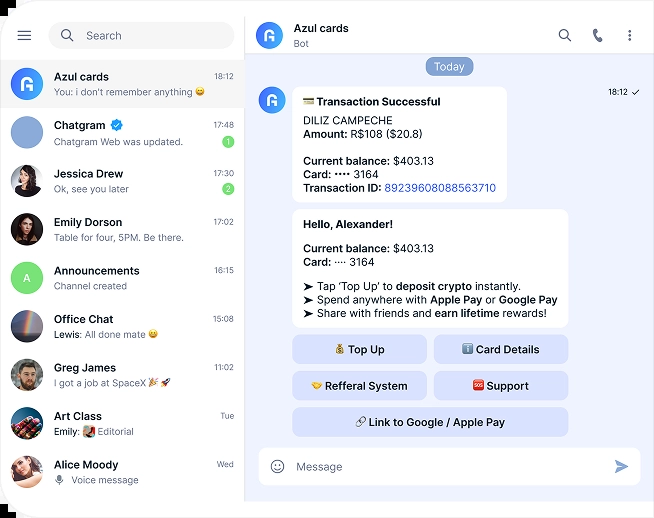 Search
Azul cards
18:12
You: i don't remember anything 😄
Chatgram
17:48
Chatgram Web was updated.
1
Jessica Drew
17:30
Ok, see you later
2
Emily Dorson
17:02
Table for four, 5PM. Be there.
A
Announcements
16:15
Channel created
Office Chat
15:08
Lewis: All done mate 😄
Greg James
11:02
I got a job at SpaceX 🎉 🚀
Art Class
Tue
Emily: Editorial
Alice Moody
Wed
Voice message
Azul cards
Bot
Today
18:12
💳 Transaction Successful
DILIZ CAMPECHE
Amount: R$108 ($20.8)
Current balance: $403.13
Card: •••• 3164
Transaction ID: 89239608088563710
Hello, Alexander!
Current balance: $403.13
Card: ···· 3164
➤ Tap ‘Top Up’ to deposit crypto instantly.
➤ Spend anywhere with Apple Pay or Google Pay
➤ Share with friends and earn lifetime rewards!
💰 Top Up
ℹ️ Card Details
🤝 Refferal System
🆘 Support
🔗 Link to Google / Apple Pay
Message